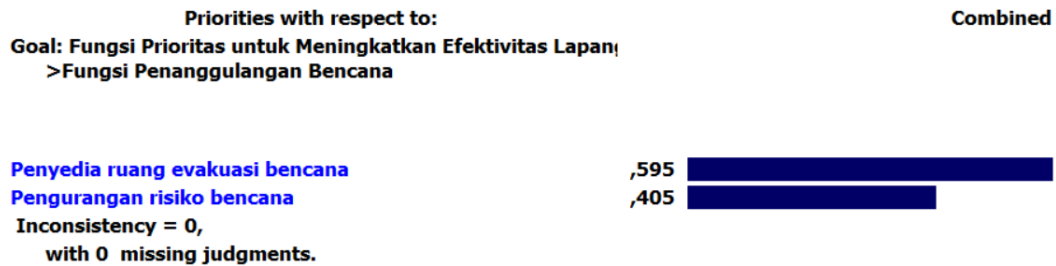 Priorities with respect to: Combined
Goal: Fungsi Prioritas untuk Meningkatkan Efektivitas Lapang
>Fungsi Penanggulangan Bencana
Penyedia ruang evakuasi bencana ,595
Pengurangan risiko bencana ,405
Inconsistency = 0,
with 0 missing judgments.